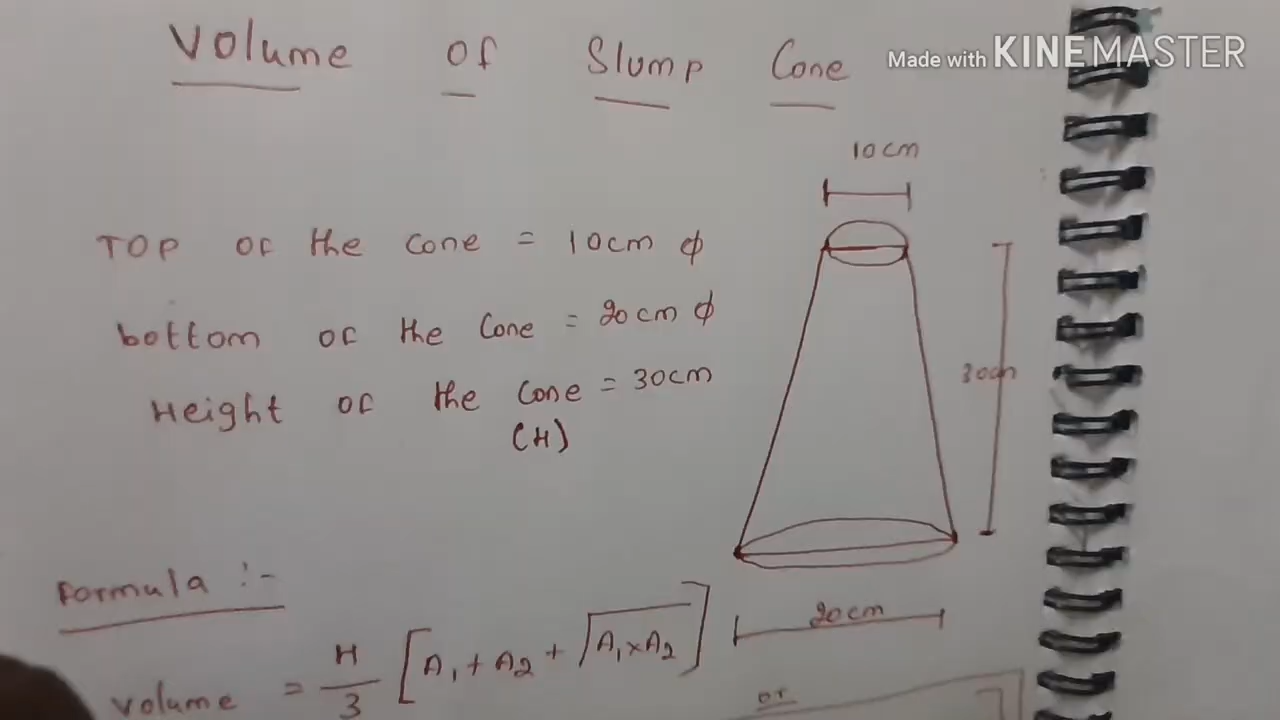 Volume of Slump Cone
Made with KINEMASTER
10cm
TOP of the cone = 10cm ϕ
bottom of the Cone = 20cm ϕ
Height of the Cone = 30cm
(H)
30cm
Formula :-
Volume = H/3 [A₁ + A₂ + √A₁×A₂]
20cm
or